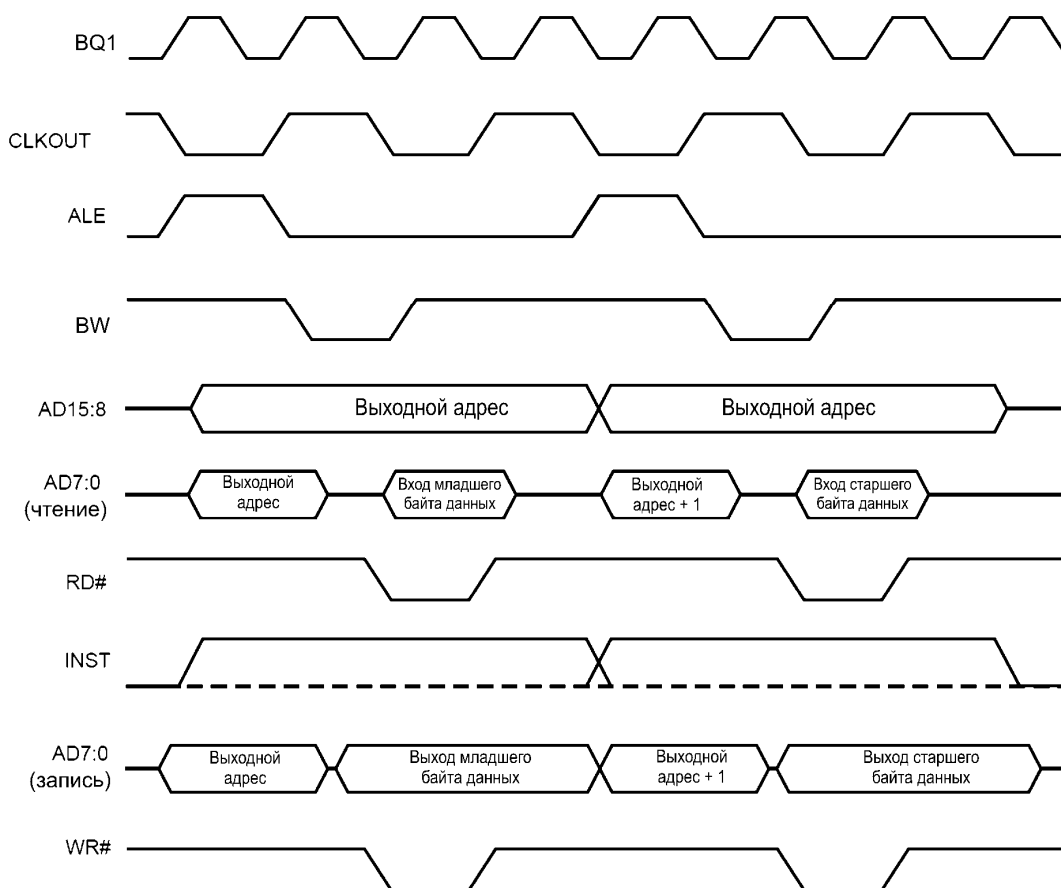 BQ1
CLKOUT
ALE
BW
AD15:8
Выходной адрес
Выходной адрес
AD7:0
(чтение)
Выходной
адрес
Вход младшего
байта данных
Выходной
адрес + 1
Вход старшего
байта данных
RD#
INST
AD7:0
(запись)
Выходной
адрес
Выход младшего
байта данных
Выходной
адрес + 1
Выход старшего
байта данных
WR#